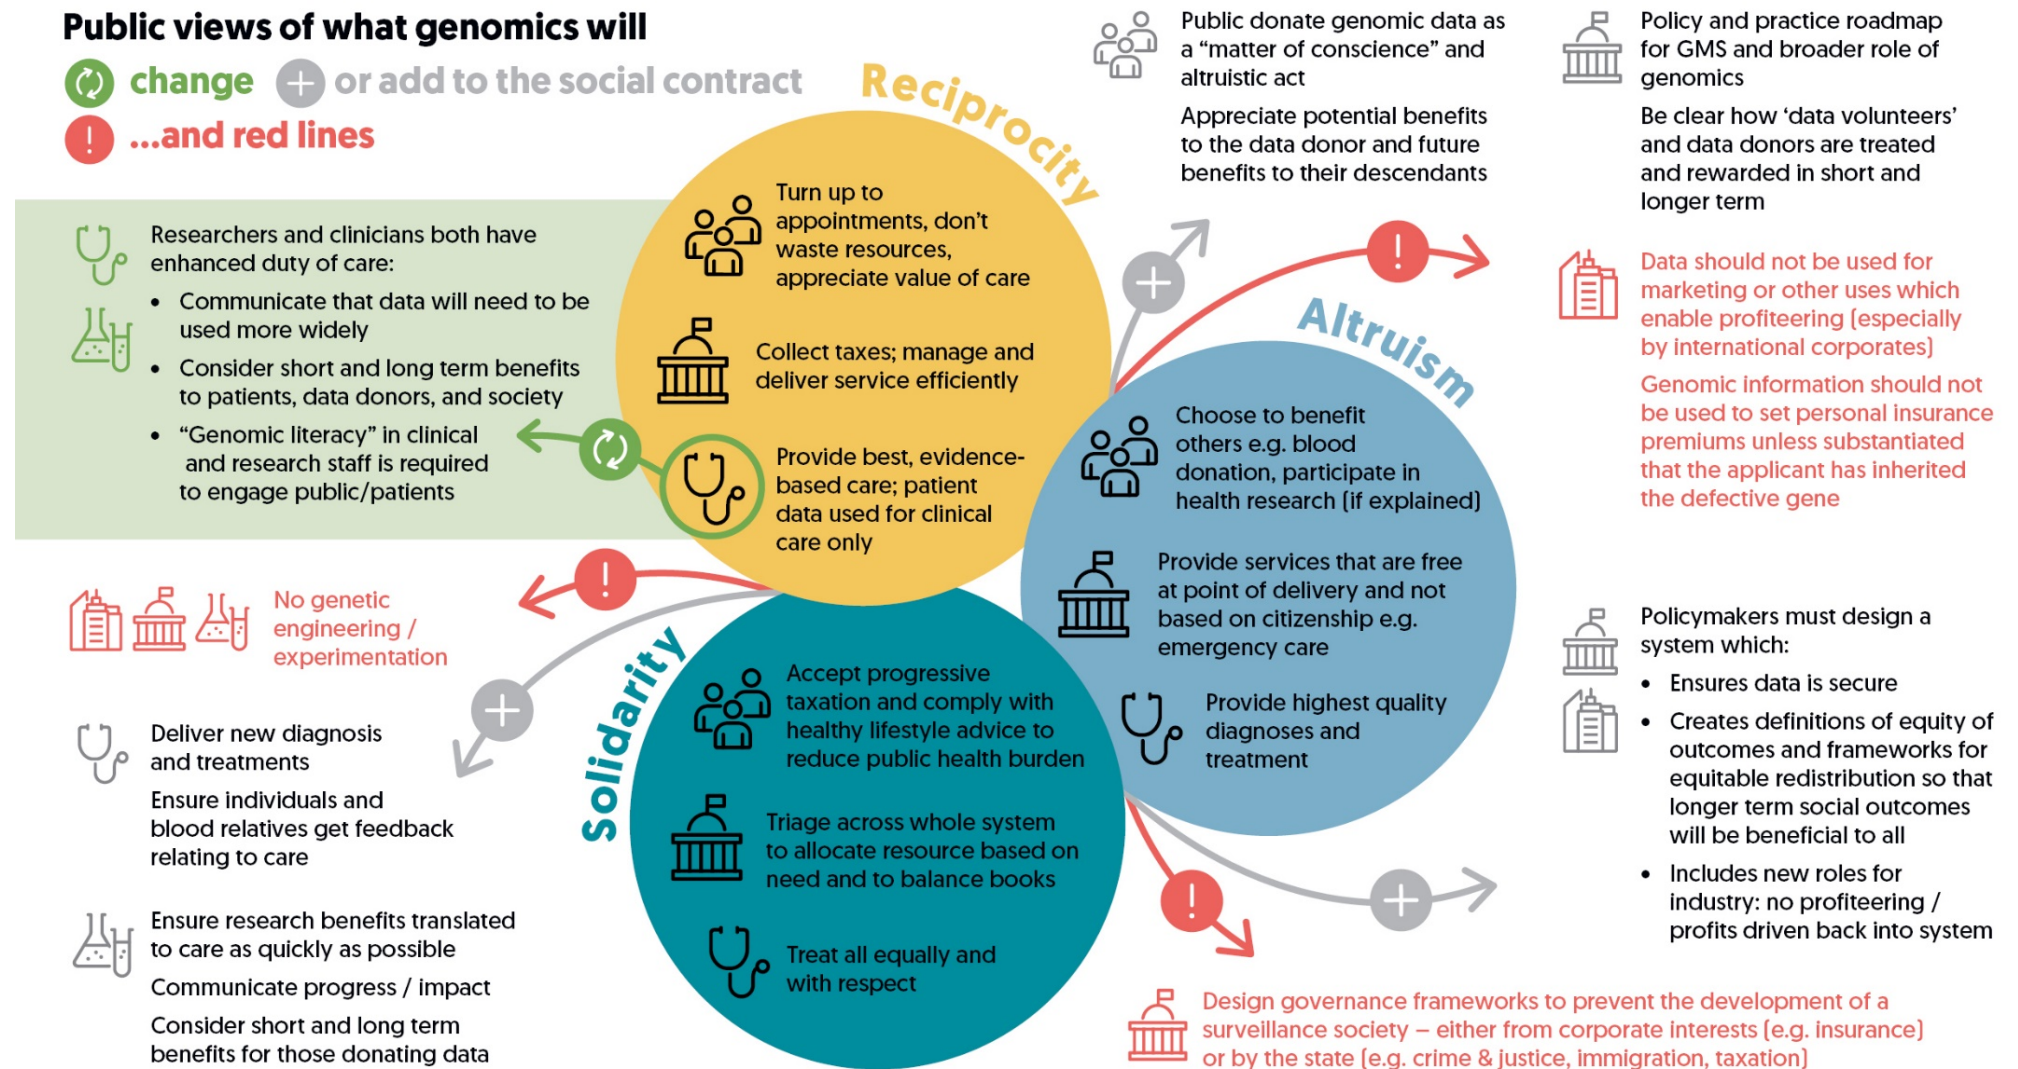 Public views of what genomics will
change or add to the social contract
...and red lines
Researchers and clinicians both have
enhanced duty of care:
• Communicate that data will need to be
used more widely
• Consider short and long term benefits
to patients, data donors, and society
• “Genomic literacy” in clinical
and research staff is required
to engage public/patients
No genetic
engineering /
experimentation
Deliver new diagnosis
and treatments
Ensure individuals and
blood relatives get feedback
relating to care
Ensure research benefits translated
to care as quickly as possible
Communicate progress / impact
Consider short and long term
benefits for those donating data
Reciprocity
Turn up to
appointments, don’t
waste resources,
appreciate value of care
Collect taxes; manage and
deliver service efficiently
Provide best, evidence-
based care; patient
data used for clinical
care only
Solidarity
Accept progressive
taxation and comply with
healthy lifestyle advice to
reduce public health burden
Triage across whole system
to allocate resource based on
need and to balance books
Treat all equally and
with respect
Altruism
Choose to benefit
others e.g. blood
donation, participate in
health research (if explained)
Provide services that are free
at point of delivery and not
based on citizenship e.g.
emergency care
Provide highest quality
diagnoses and
treatment
Public donate genomic data as
a “matter of conscience” and
altruistic act
Appreciate potential benefits
to the data donor and future
benefits to their descendants
Policy and practice roadmap
for GMS and broader role of
genomics
Be clear how ‘data volunteers’
and data donors are treated
and rewarded in short and
longer term
Data should not be used for
marketing or other uses which
enable profiteering (especially
by international corporates)
Genomic information should not
be used to set personal insurance
premiums unless substantiated
that the applicant has inherited
the defective gene
Policymakers must design a
system which:
• Ensures data is secure
• Creates definitions of equity of
outcomes and frameworks for
equitable redistribution so that
longer term social outcomes
will be beneficial to all
• Includes new roles for
industry: no profiteering /
profits driven back into system
Design governance frameworks to prevent the development of a
surveillance society – either from corporate interests (e.g. insurance)
or by the state (e.g. crime & justice, immigration, taxation)